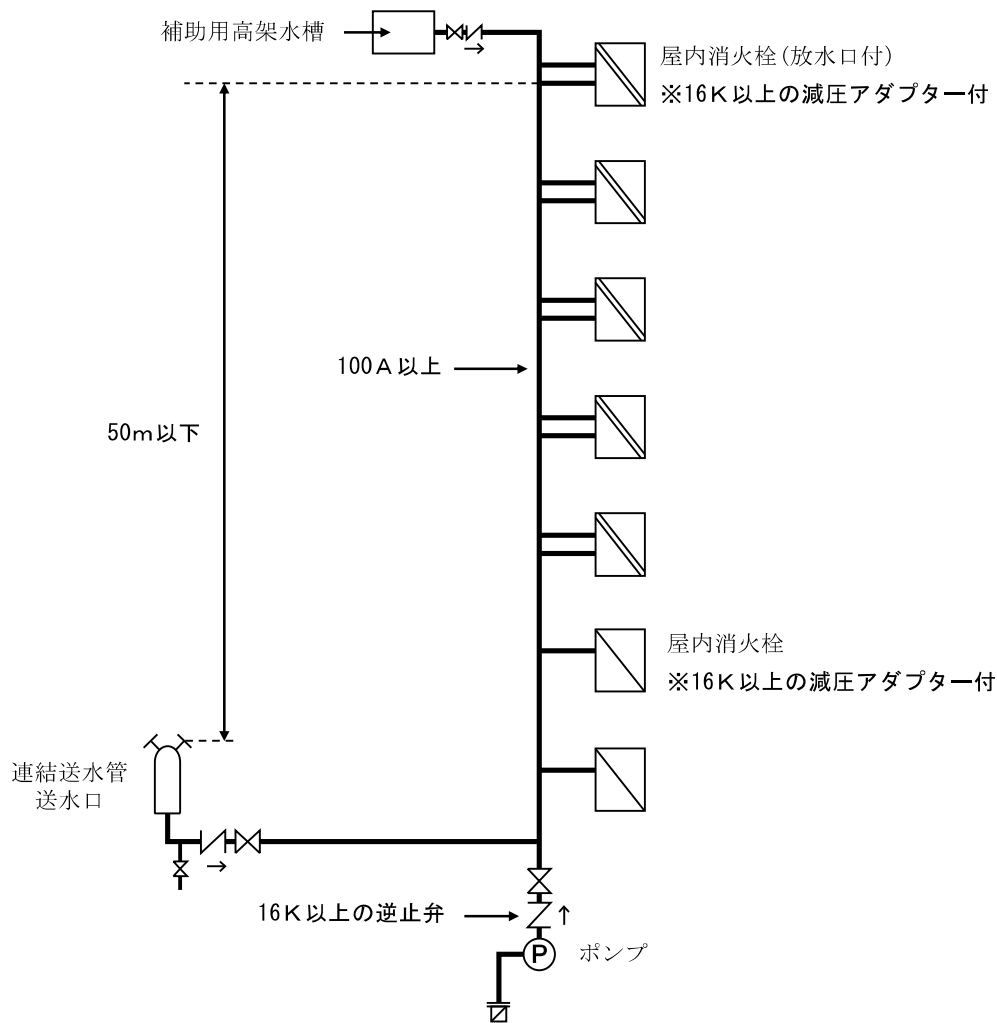 補助用高架水槽
屋内消火栓(放水口付)
※16K以上の減圧アダプター付
100A以上
50m以下
屋内消火栓
※16K以上の減圧アダプター付
連結送水管
送水口
16K以上の逆止弁
P
ポンプ